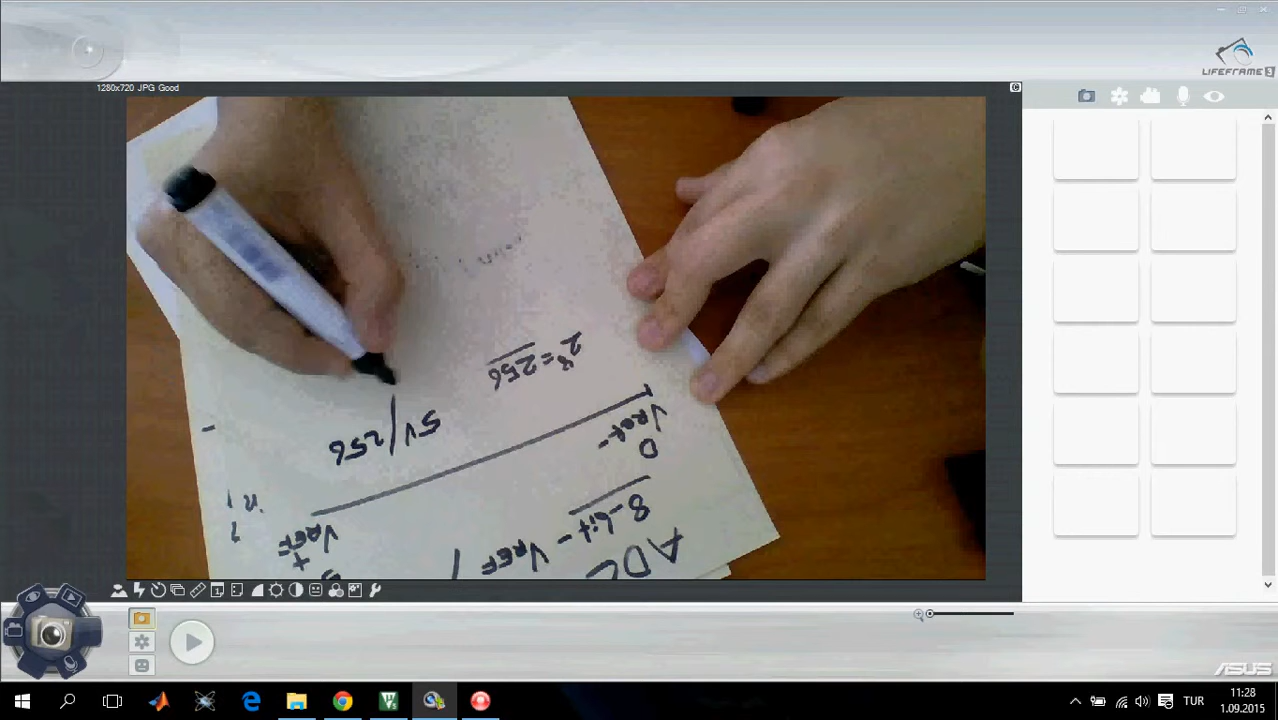 LIFEFRAME 3
1280x720 JPG Good
2⁸ = 256
5V/256
VREF-
VREF
0
+
8-bit - VREF /
ADC
ASUS
TUR
11:28
1.09.2015